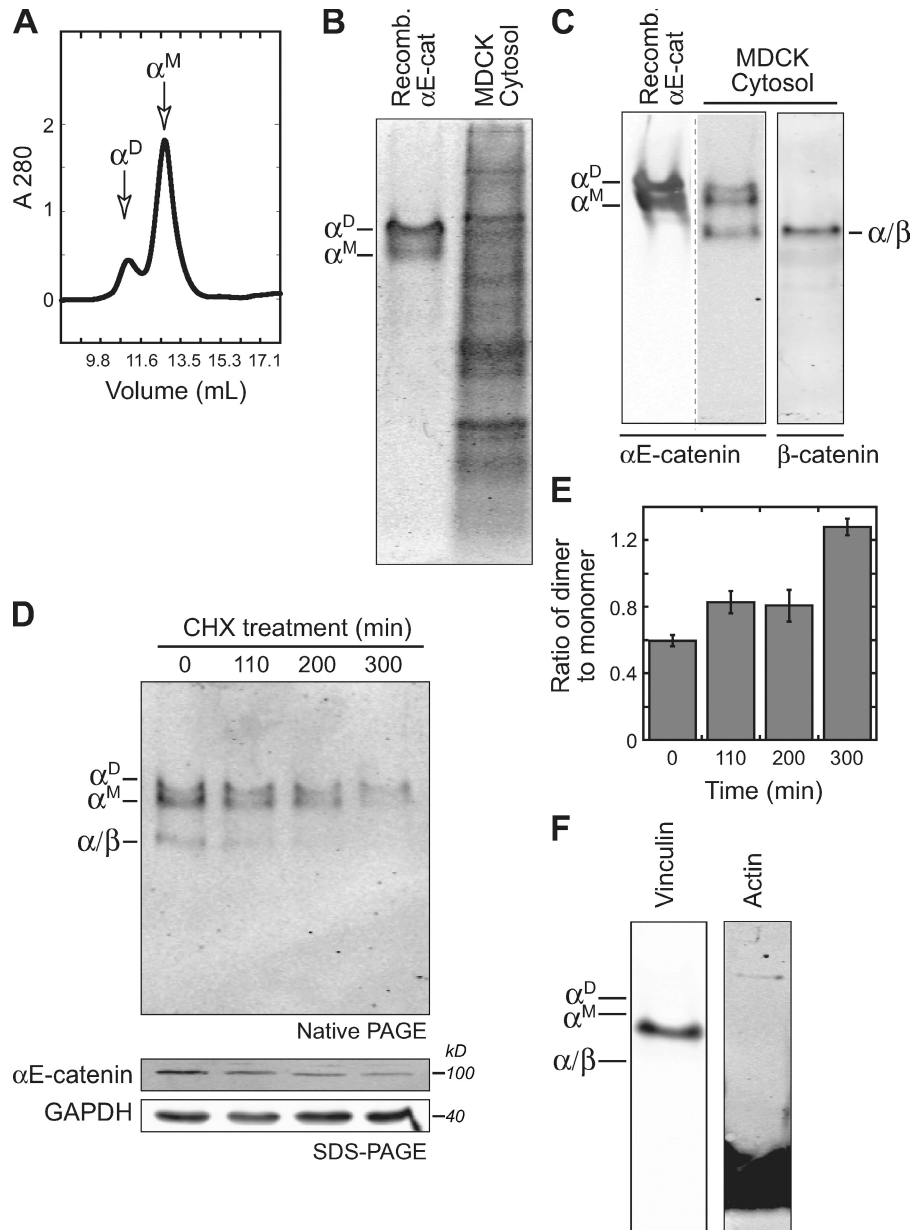 A
αᴹ
αᴰ
A 280
2
1
0
9.8 11.6 13.5 15.3 17.1
Volume (mL)
B
Recomb.
αE-cat
MDCK
Cytosol
αᴰ
αᴹ
C
Recomb.
αE-cat
MDCK
Cytosol
αᴰ
αᴹ
α/β
αE-catenin
β-catenin
D
CHX treatment (min)
0 110 200 300
αᴰ
αᴹ
α/β
Native PAGE
kD
αE-catenin
100
GAPDH
40
SDS-PAGE
E
Ratio of dimer
to monomer
1.2
0.8
0.4
0
0 110 200 300
Time (min)
F
Vinculin
Actin
αᴰ
αᴹ
α/β